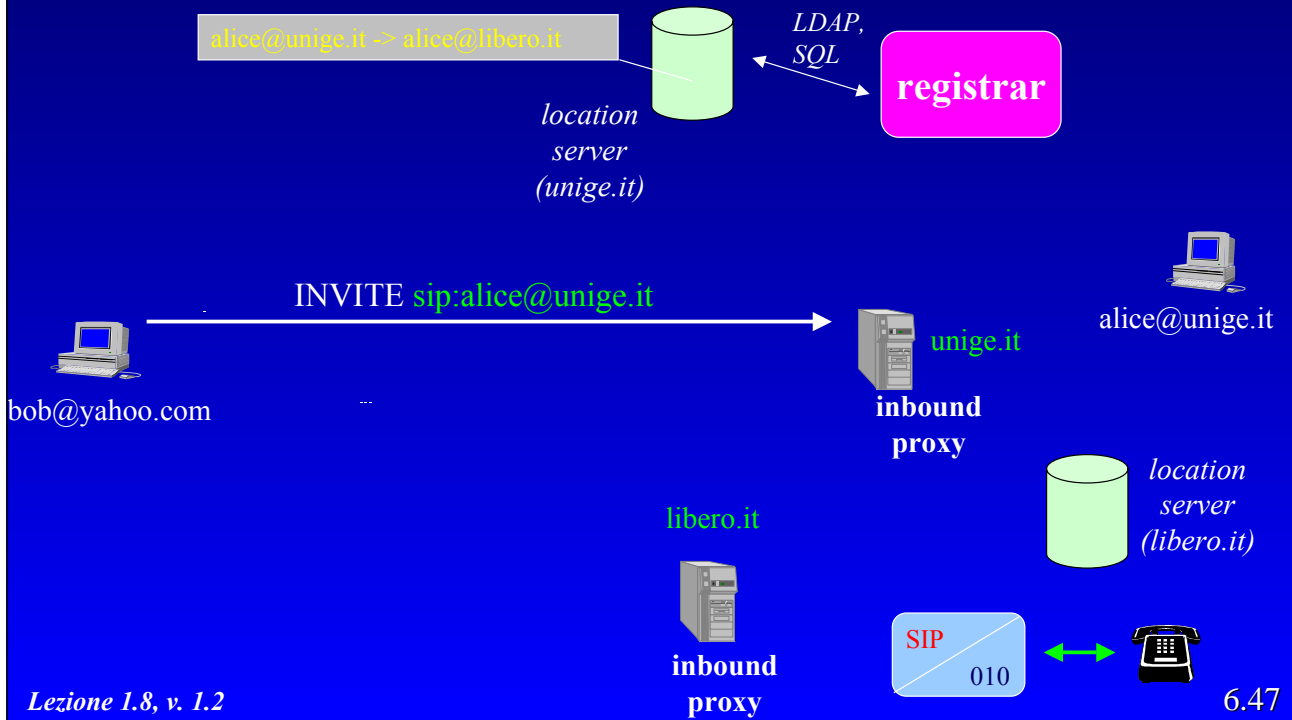 alice@unige.it -> alice@libero.it
LDAP,
SQL
registrar
location
server
(unige.it)
INVITE sip:alice@unige.it
alice@unige.it
unige.it
bob@yahoo.com
inbound
proxy
location
server
(libero.it)
libero.it
SIP
010
inbound
proxy
Lezione 1.8, v. 1.2
6.47